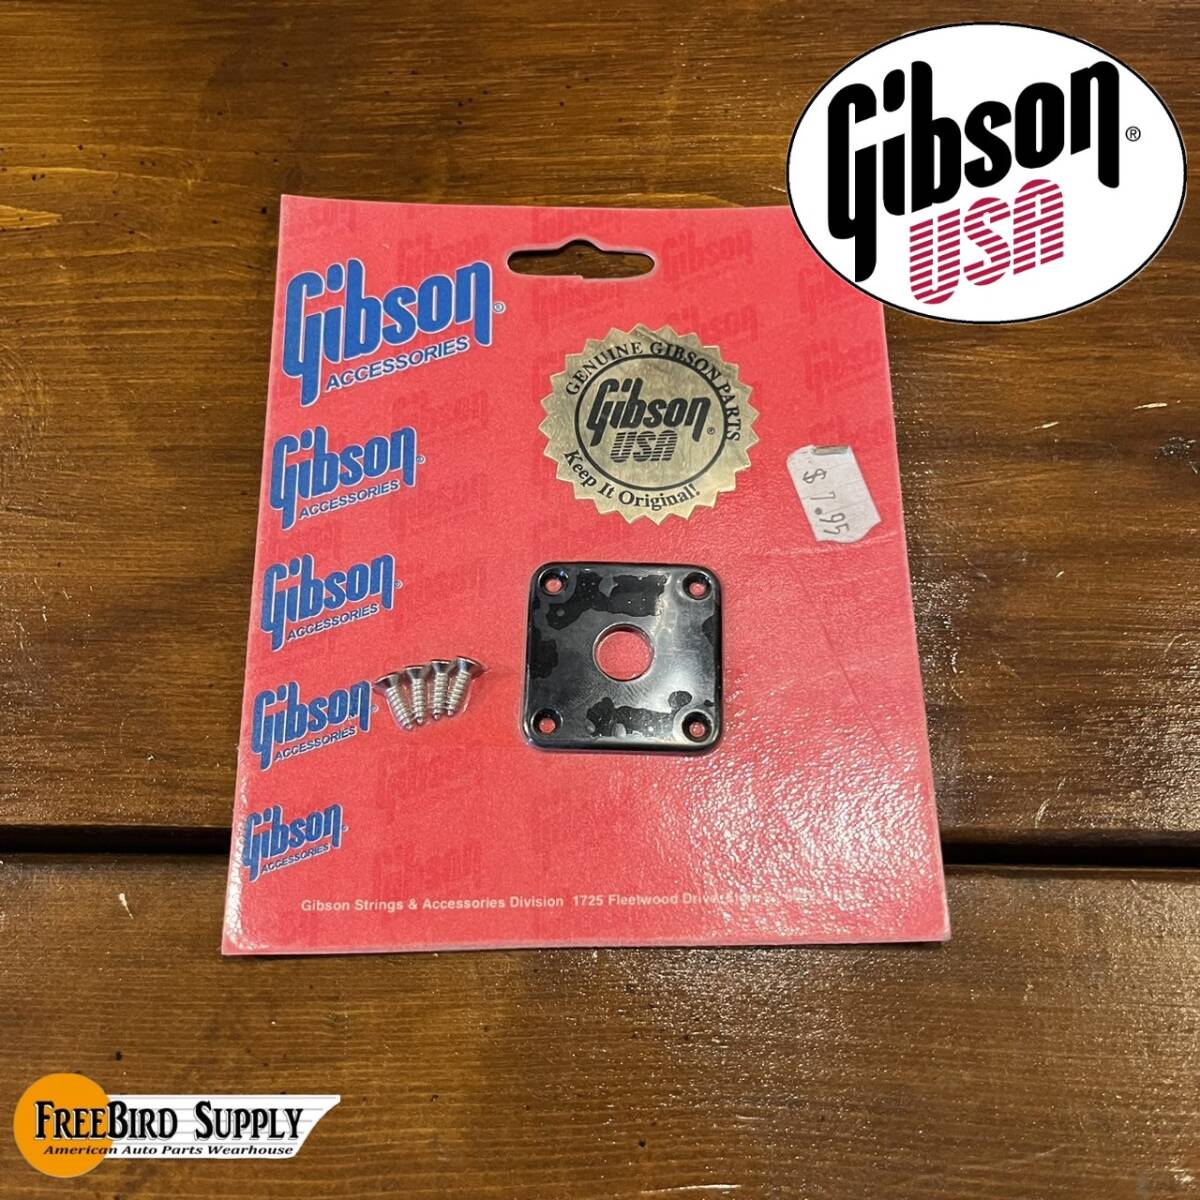 Gibson®
USA
Gibson®
ACCESSORIES
GENUINE GIBSON PARTS
Gibson®
USA
Keep It Original!
$7.95
Gibson®
ACCESSORIES
Gibson®
ACCESSORIES
Gibson®
ACCESSORIES
Gibson®
ACCESSORIES
Gibson Strings & Accessories Division 1725 Fleetwood Drive
FREEBIRD SUPPLY
American Auto Parts Wearhouse